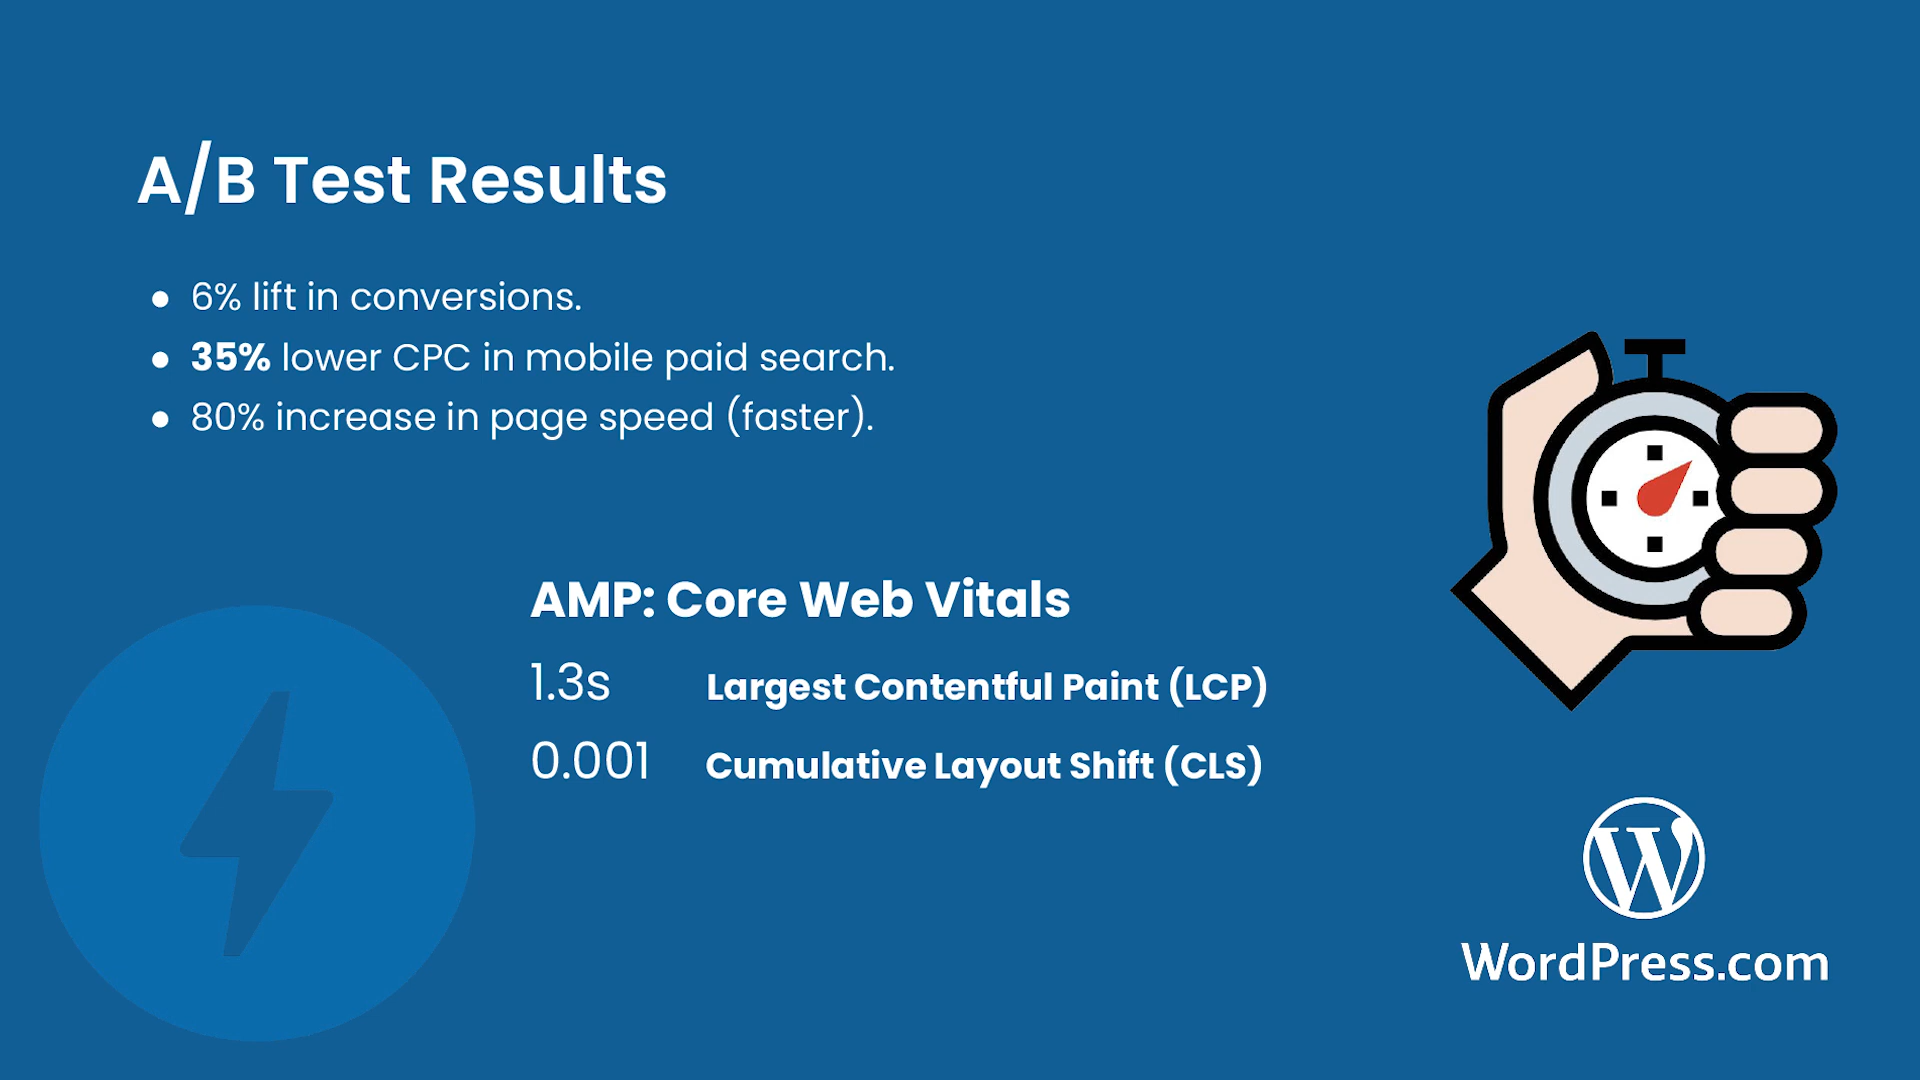 A/B Test Results
● 6% lift in conversions.
● 35% lower CPC in mobile paid search.
● 80% increase in page speed (faster).
AMP: Core Web Vitals
1.3s Largest Contentful Paint (LCP)
0.001 Cumulative Layout Shift (CLS)
WordPress.com